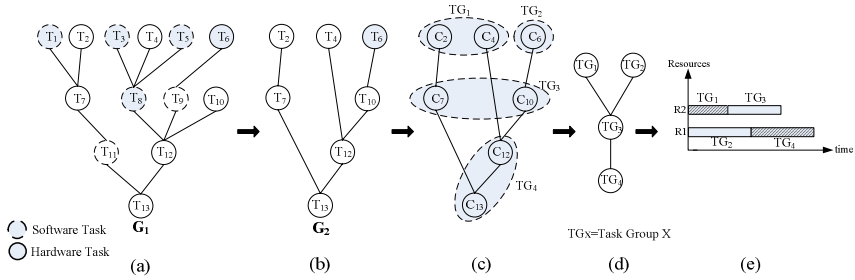 TG1 TG2
T1 T2 T3 T4 T5 T6 T2 T4 T6 C2 C4 C6
TG1 TG2 Resources
TG3
T7 T8 T9 T10 T7 T10 C7 C10
R2 TG1 TG3
TG3
R1
TG2 TG4 time
T11 T12 T12 C12
TG4 TG4
T13 T13 C13
Software Task G1 G2 TGx=Task Group X
Hardware Task
(a) (b) (c) (d) (e)